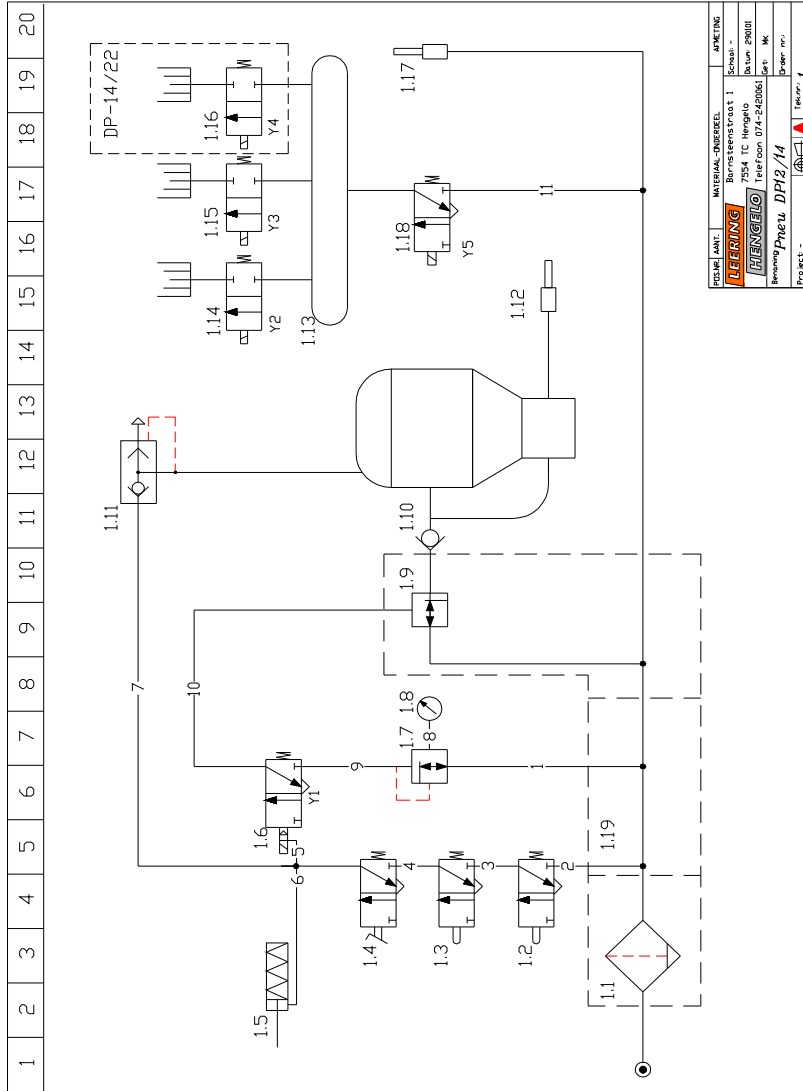 1 2 3 4 5 6 7 8 9 10 11 12 13 14 15 16 17 18 19 20
DP-14/22
1.11
7
1.14
1.15
1.16
Y2
Y3
Y4
10
1.13
1.5
1.6
Y1
5
6
9
1.4
4
1.7
1.8
8
1.9
1.10
1.18
Y5
1.17
1.3
3
1.2
2
1
1.12
11
1.1
1.19
POSNR. AANT. MATERIAAL-ONDERDEEL AFMETING
LEERING
HENGELO
Barnsteenstraat 1
7554 TC Hengelo
Telefoon 074-2420061
Schaal: -
Datum: 290101
Get: MK
Benaming Pneu DP12/14
Order nr.:
Project: -
Teknr.: 1